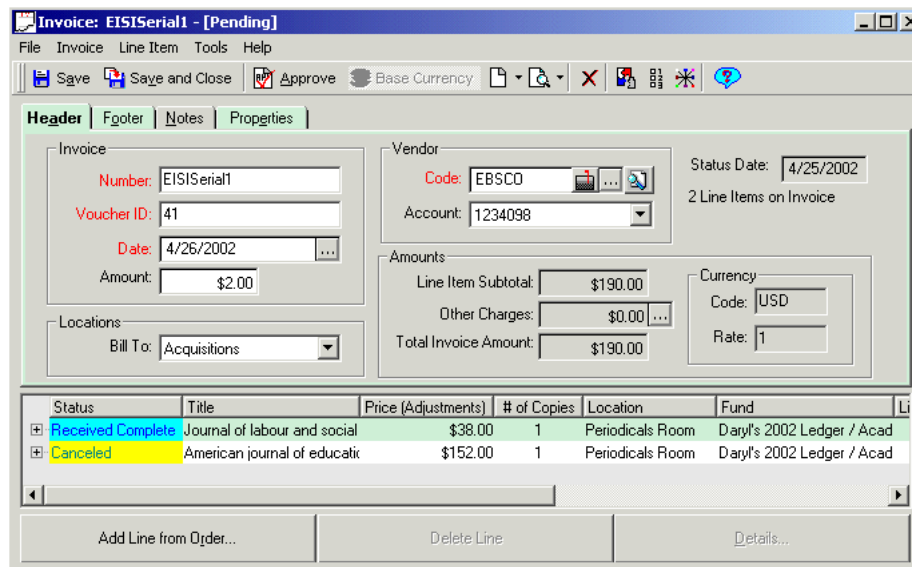 Invoice: EISISerial1 - [Pending]
File Invoice Line Item Tools Help
Save Save and Close Approve Base Currency
Header Footer Notes Properties
Invoice
Number: EISISerial1
Voucher ID: 41
Date: 4/26/2002 ...
Amount: $2.00
Locations
Bill To: Acquisitions
Vendor
Code: EBSCO ...
Account: 1234098
Status Date: 4/25/2002
2 Line Items on Invoice
Amounts
Line Item Subtotal: $190.00
Other Charges: $0.00 ...
Total Invoice Amount: $190.00
Currency
Code: USD
Rate: 1
Status Title Price (Adjustments) # of Copies Location Fund Li
Received Complete Journal of labour and social $38.00 1 Periodicals Room Daryl's 2002 Ledger / Acad
Canceled American journal of educatic $152.00 1 Periodicals Room Daryl's 2002 Ledger / Acad
Add Line from Order... Delete Line Details...